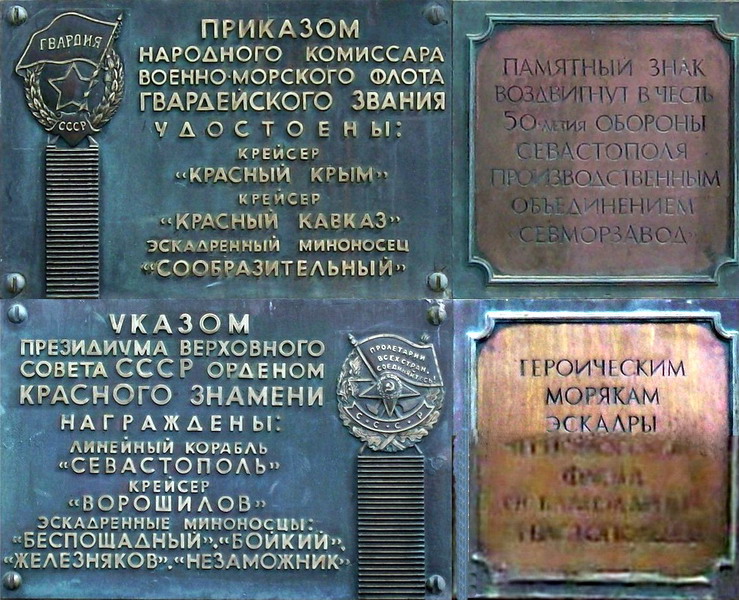 ГВАРДИЯ
СССР
ПРИКАЗОМ
НАРОДНОГО КОМИССАРА
ВОЕННО-МОРСКОГО ФЛОТА
ГВАРДЕЙСКОГО ЗВАНИЯ
УДОСТОЕНЫ:
КРЕЙСЕР
«КРАСНЫЙ КРЫМ»
КРЕЙСЕР
«КРАСНЫЙ КАВКАЗ»
ЭСКАДРЕННЫЙ МИНОНОСЕЦ
«СООБРАЗИТЕЛЬНЫЙ»
ПАМЯТНЫЙ ЗНАК
ВОЗДВИГНУТ В ЧЕСТЬ
50-ЛЕТИЯ ОБОРОНЫ
СЕВАСТОПОЛЯ
ПРОИЗВОДСТВЕННЫМ
ОБЪЕДИНЕНИЕМ
«СЕВМОРЗАВОД»
УКАЗОМ
ПРЕЗИДИУМА ВЕРХОВНОГО
СОВЕТА СССР ОРДЕНОМ
КРАСНОГО ЗНАМЕНИ
НАГРАЖДЕНЫ:
ЛИНЕЙНЫЙ КОРАБЛЬ
«СЕВАСТОПОЛЬ»
КРЕЙСЕР
«ВОРОШИЛОВ»
ЭСКАДРЕННЫЕ МИНОНОСЦЫ:
«БЕСПОЩАДНЫЙ», «БОЙКИЙ»,
«ЖЕЛЕЗНЯКОВ», «НЕЗАМОЖНИК»
ПРОЛЕТАРИИ
ВСЕХ СТРАН,
СОЕДИНЯЙТЕСЬ!
СССР
ГЕРОИЧЕСКИМ
МОРЯКАМ
ЭСКАДРЫ